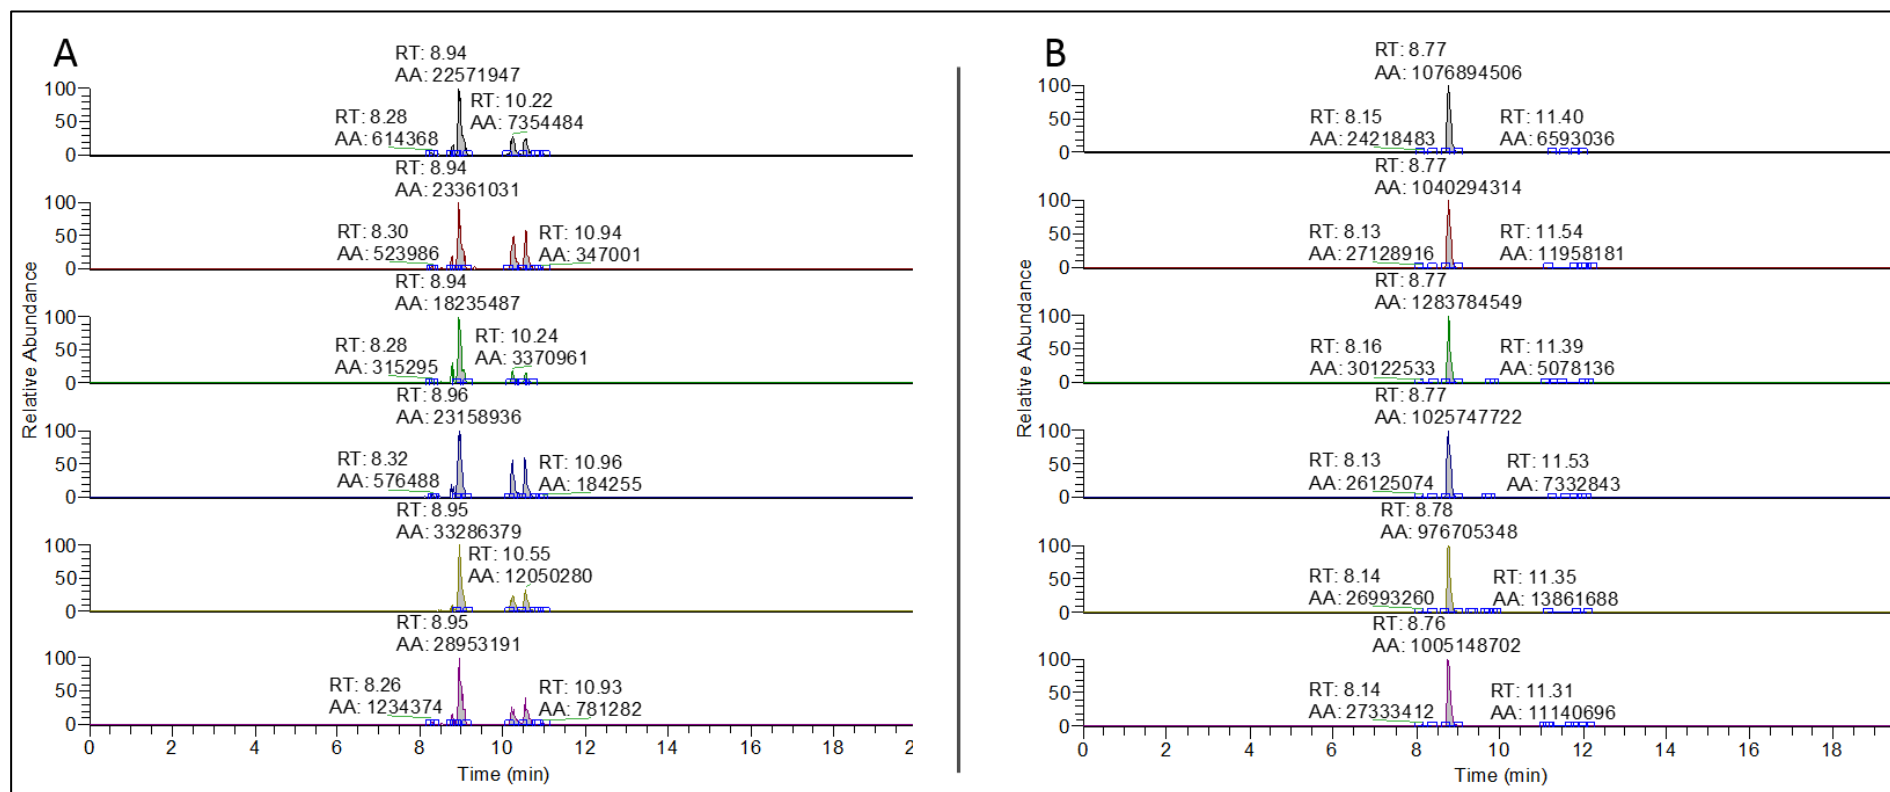 A
RT: 8.94
AA: 22571947
RT: 8.28
AA: 614368
RT: 10.22
AA: 7354484
100
50
0
RT: 8.94
AA: 23361031
RT: 8.30
AA: 523986
RT: 10.94
AA: 347001
100
50
0
RT: 8.94
AA: 18235487
RT: 8.28
AA: 315295
RT: 10.24
AA: 3370961
100
50
0
RT: 8.96
AA: 23158936
RT: 8.32
AA: 576488
RT: 10.96
AA: 184255
100
50
0
RT: 8.95
AA: 33286379
RT: 10.55
AA: 12050280
100
50
0
RT: 8.95
AA: 28953191
RT: 8.26
AA: 1234374
RT: 10.93
AA: 781282
100
50
0
Relative Abundance
0 2 4 6 8 10 12 14 16 18 2
Time (min)
B
RT: 8.77
AA: 1076894506
RT: 8.15
AA: 24218483
RT: 11.40
AA: 6593036
100
50
0
RT: 8.77
AA: 1040294314
RT: 8.13
AA: 27128916
RT: 11.54
AA: 11958181
100
50
0
RT: 8.77
AA: 1283784549
RT: 8.16
AA: 30122533
RT: 11.39
AA: 5078136
100
50
0
RT: 8.77
AA: 1025747722
RT: 8.13
AA: 26125074
RT: 11.53
AA: 7332843
100
50
0
RT: 8.78
AA: 976705348
RT: 8.14
AA: 26993260
RT: 11.35
AA: 13861688
100
50
0
RT: 8.76
AA: 1005148702
RT: 8.14
AA: 27333412
RT: 11.31
AA: 11140696
100
50
0
Relative Abundance
0 2 4 6 8 10 12 14 16 18
Time (min)